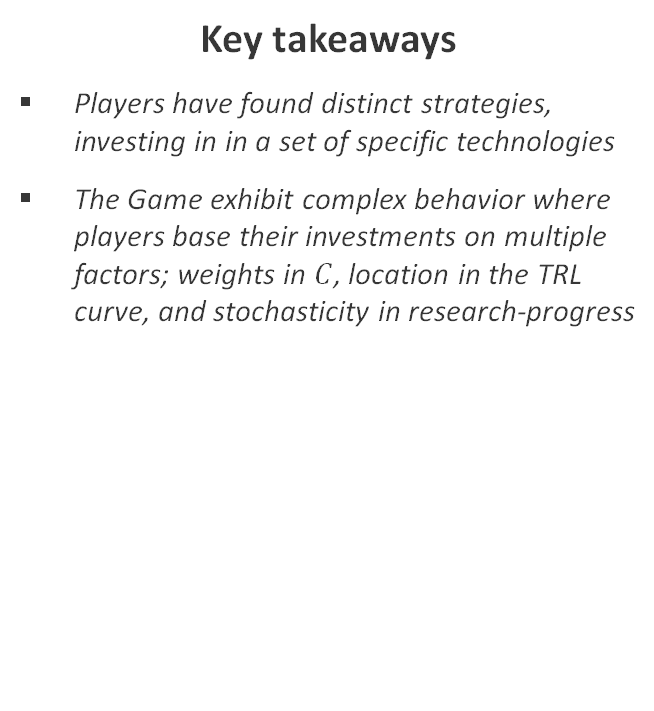 Key takeaways
▪ Players have found distinct strategies,
investing in in a set of specific technologies
▪ The Game exhibit complex behavior where
players base their investments on multiple
factors; weights in C, location in the TRL
curve, and stochasticity in research-progress